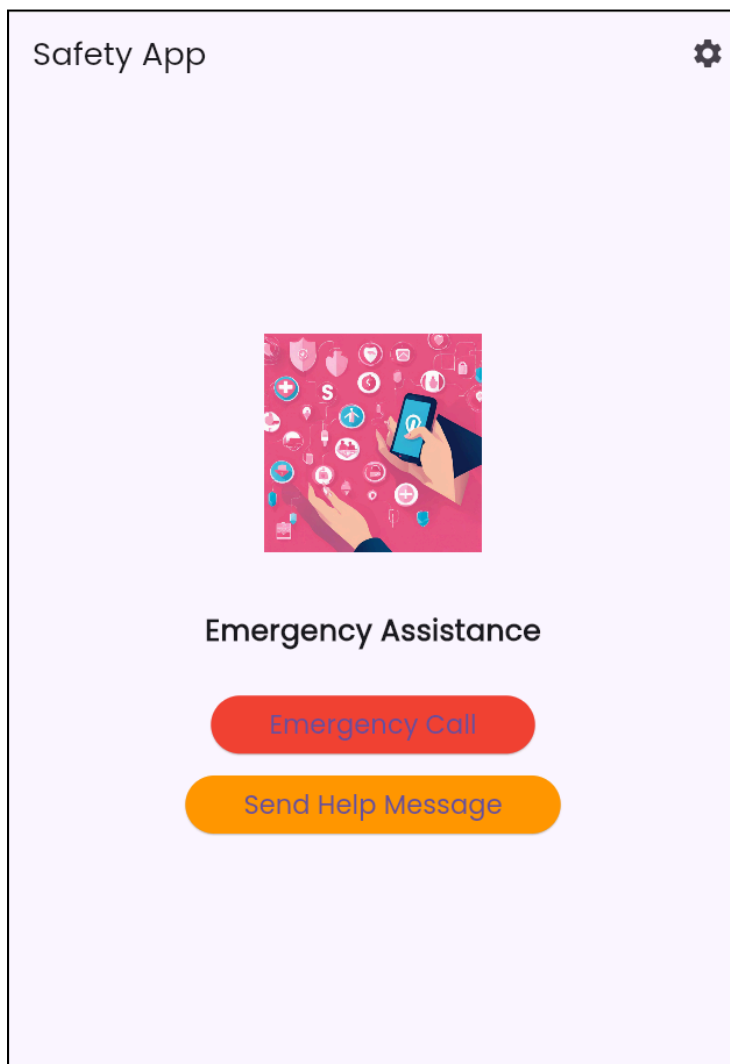 Safety App
S
Emergency Assistance
Emergency Call
Send Help Message